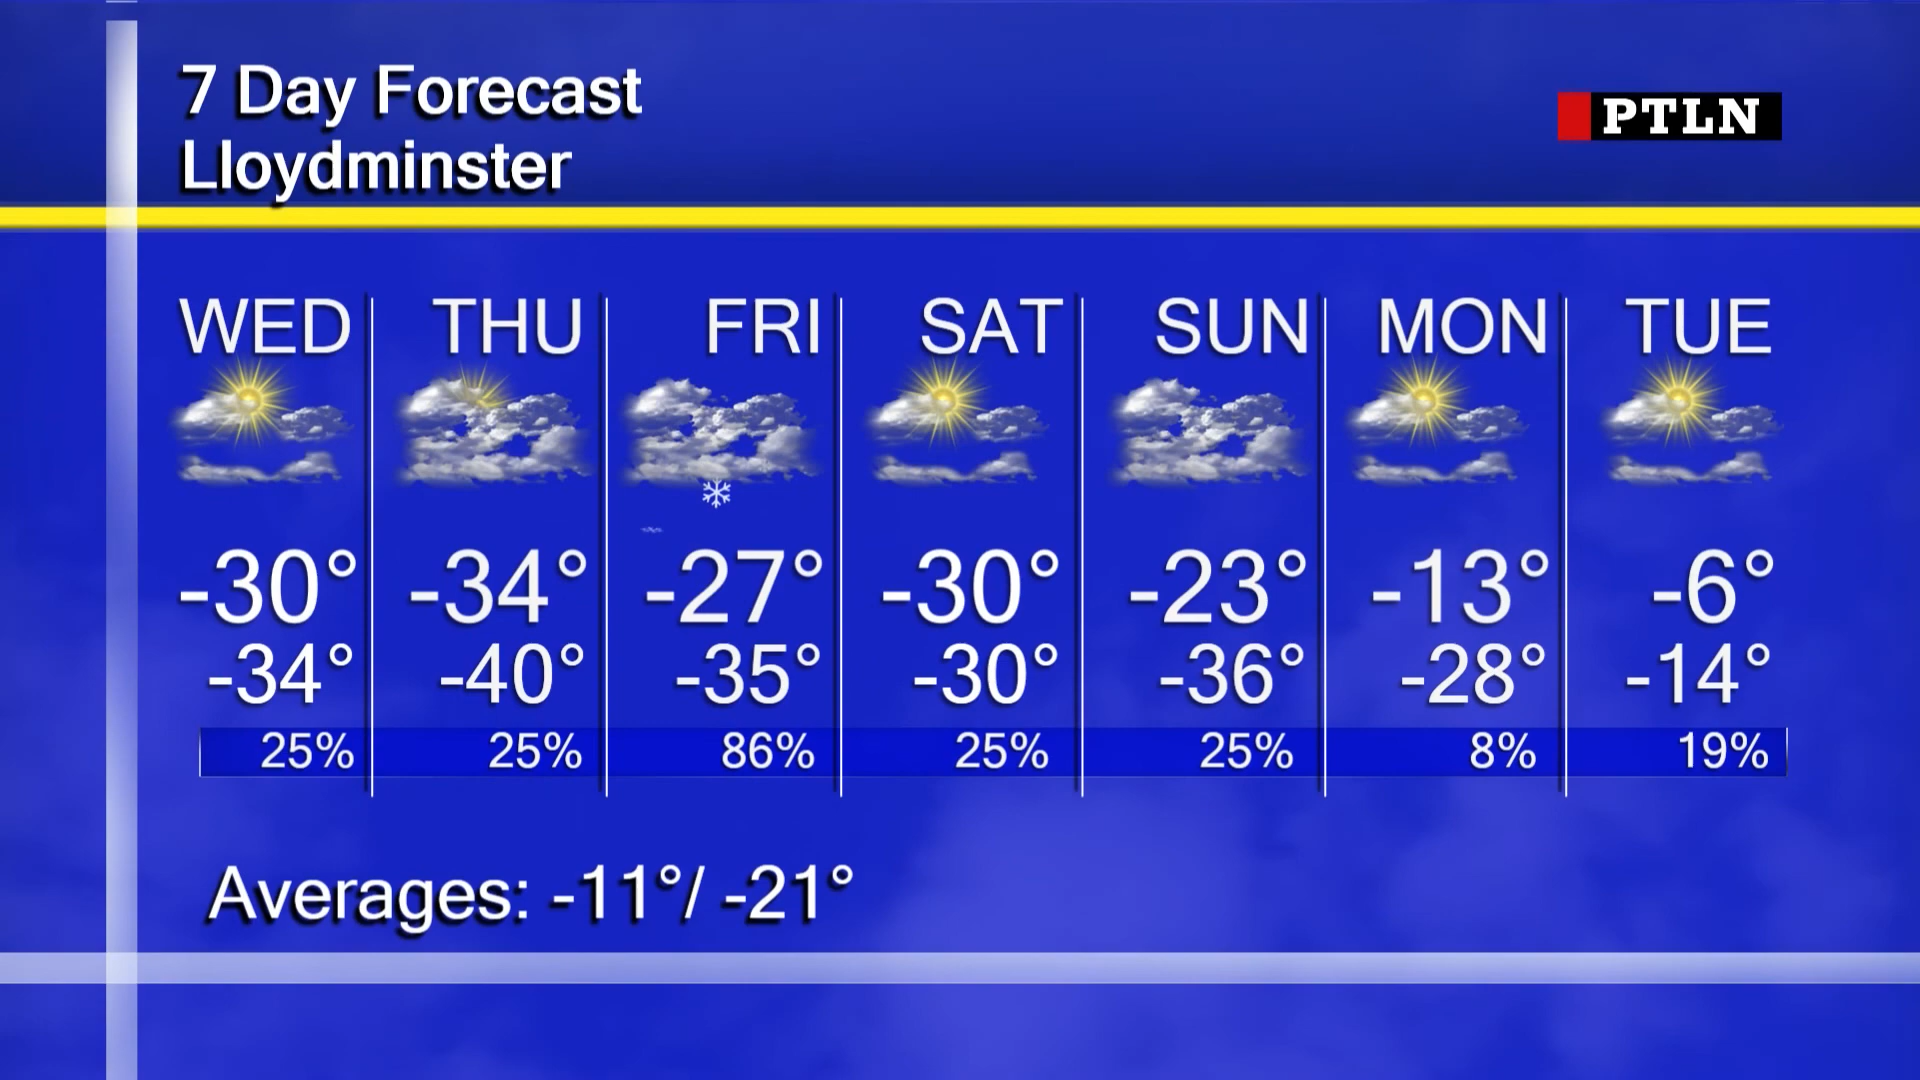 7 Day Forecast
Lloydminster
PTLN
WED THU FRI SAT SUN MON TUE
-30° -34° -27° -30° -23° -13° -6°
-34° -40° -35° -30° -36° -28° -14°
25% 25% 86% 25% 25% 8% 19%
Averages: -11°/ -21°